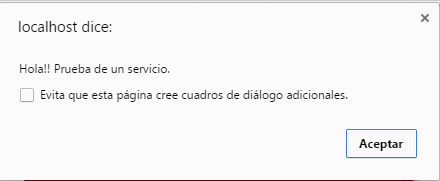 localhost dice:
Hola!! Prueba de un servicio.
Evita que esta página cree cuadros de diálogo adicionales.
Aceptar